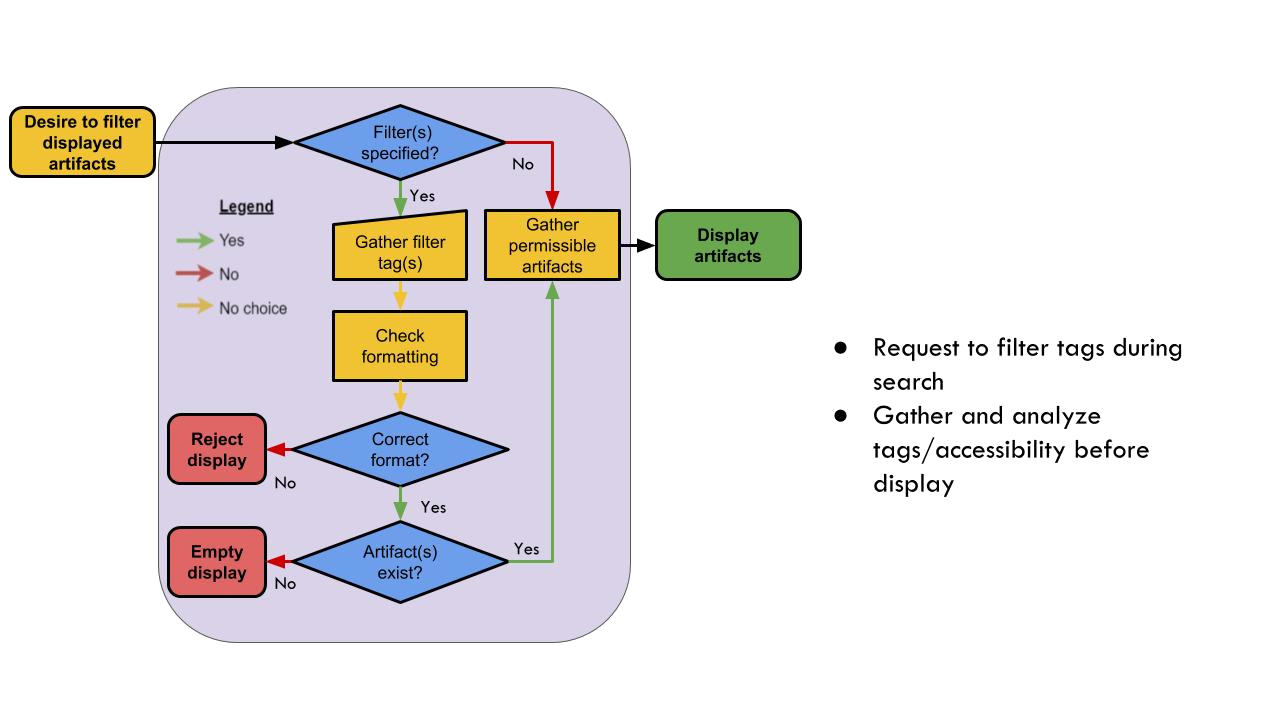 Desire to filter
displayed
artifacts
Filter(s)
specified?
No
Yes
Legend
Yes
No
No choice
Gather filter
tag(s)
Gather
permissible
artifacts
Display
artifacts
Check
formatting
Reject
display
Correct
format?
No
Yes
Empty
display
Artifact(s)
exist?
Yes
No
● Request to filter tags during
search
● Gather and analyze
tags/accessibility before
display